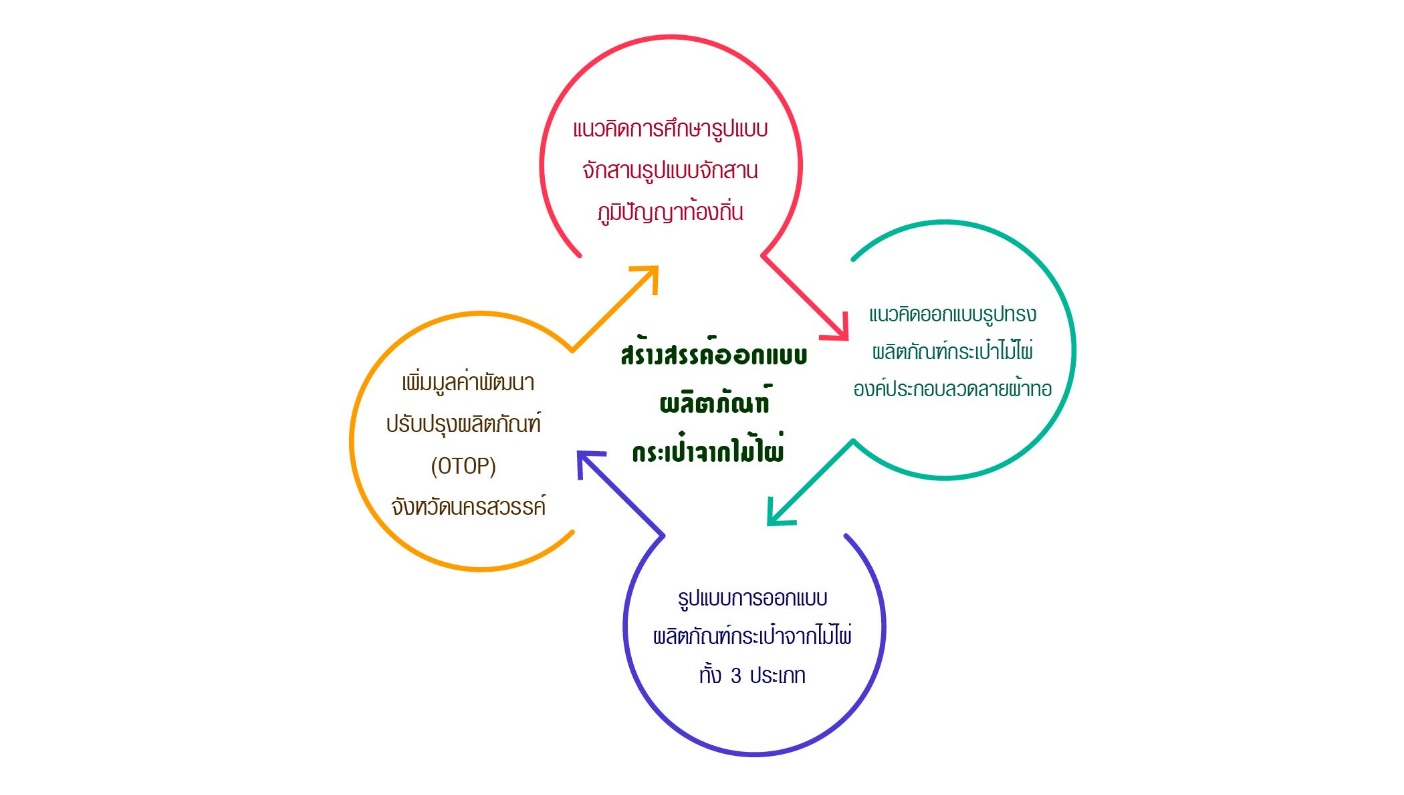 แนวคิดการศึกษารูปแบบ
จักสานรูปแบบจักสาน
ภูมิปัญญาท้องถิ่น
แนวคิดออกแบบรูปทรง
ผลิตภัณฑ์กระเป๋าไม้ไผ่
องค์ประกอบลวดลายผ้าทอ
สร้างสรรค์ออกแบบ
ผลิตภัณฑ์
กระเป๋าจากไม้ไผ่
เพิ่มมูลค่าพัฒนา
ปรับปรุงผลิตภัณฑ์
(OTOP)
จังหวัดนครสวรรค์
รูปแบบการออกแบบ
ผลิตภัณฑ์กระเป๋าจากไม้ไผ่
ทั้ง 3 ประเภท